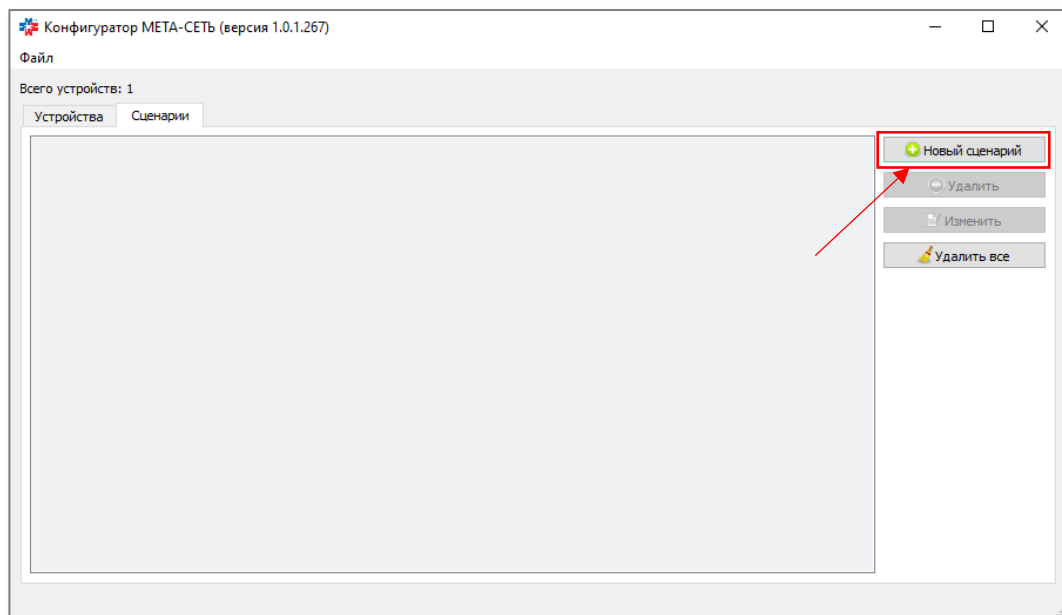 Конфигуратор МЕТА-СЕТЬ (версия 1.0.1.267)
Файл
Всего устройств: 1
Устройства Сценарии
Новый сценарий
Удалить
Изменить
Удалить все